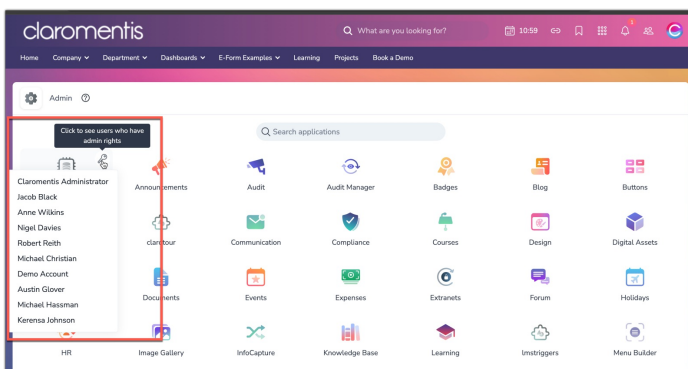 claromentis
What are you looking for?
10:59
1
Home Company Department Dashboards E-Form Examples Learning Projects Book a Demo
Admin
Click to see users who have
admin rights
Search applications
Claromentis Administrator
Jacob Black
Anne Wilkins
Nigel Davies
Robert Reith
Michael Christian
Demo Account
Austin Glover
Michael Hassman
Kerensa Johnson
Announcements Audit Audit Manager Badges Blog Buttons
clarotour Communication Compliance Courses Design Digital Assets
Documents Events Expenses Extranets Forum Holidays
HR Image Gallery InfoCapture Knowledge Base Learning lmstriggers Menu Builder